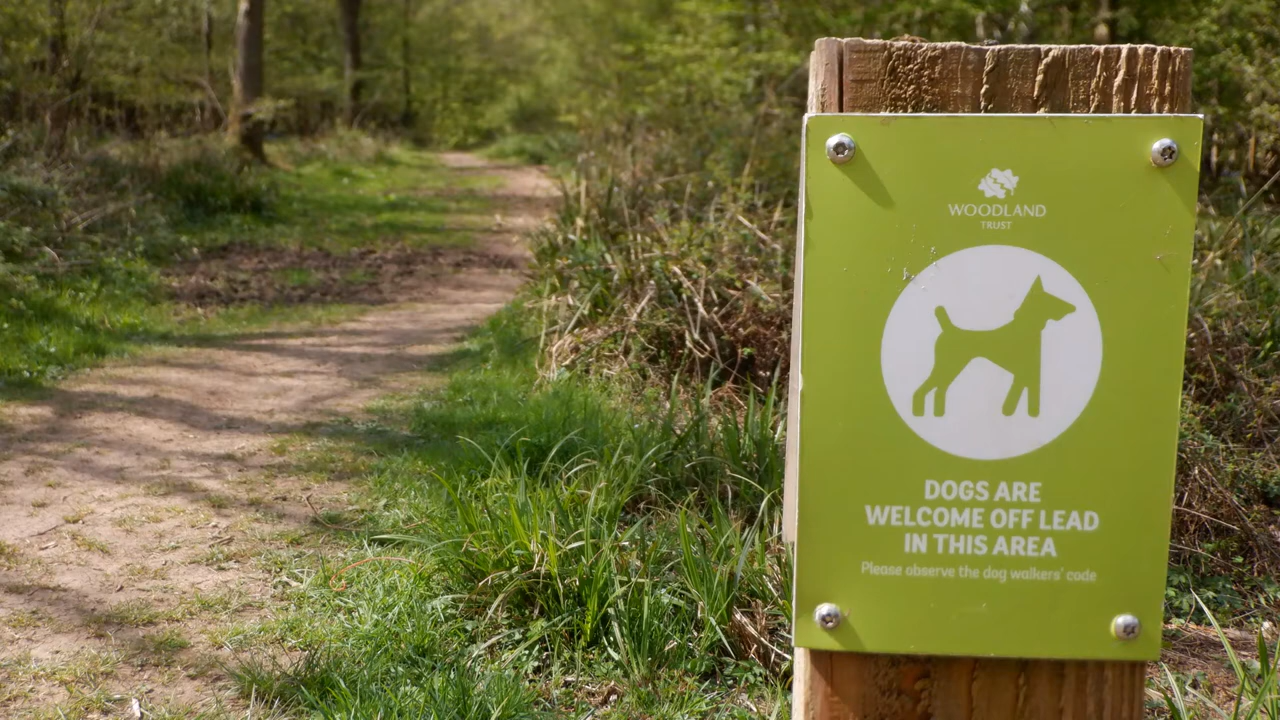 WOODLAND
TRUST
DOGS ARE
WELCOME OFF LEAD
IN THIS AREA
Please observe the dog walkers' code